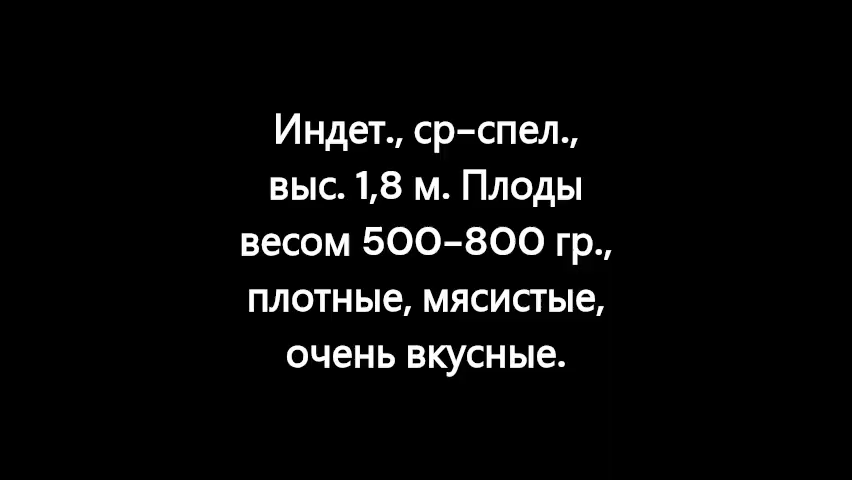 Индет., ср-спел.,
выс. 1,8 м. Плоды
весом 500-800 гр.,
плотные, мясистые,
очень вкусные.